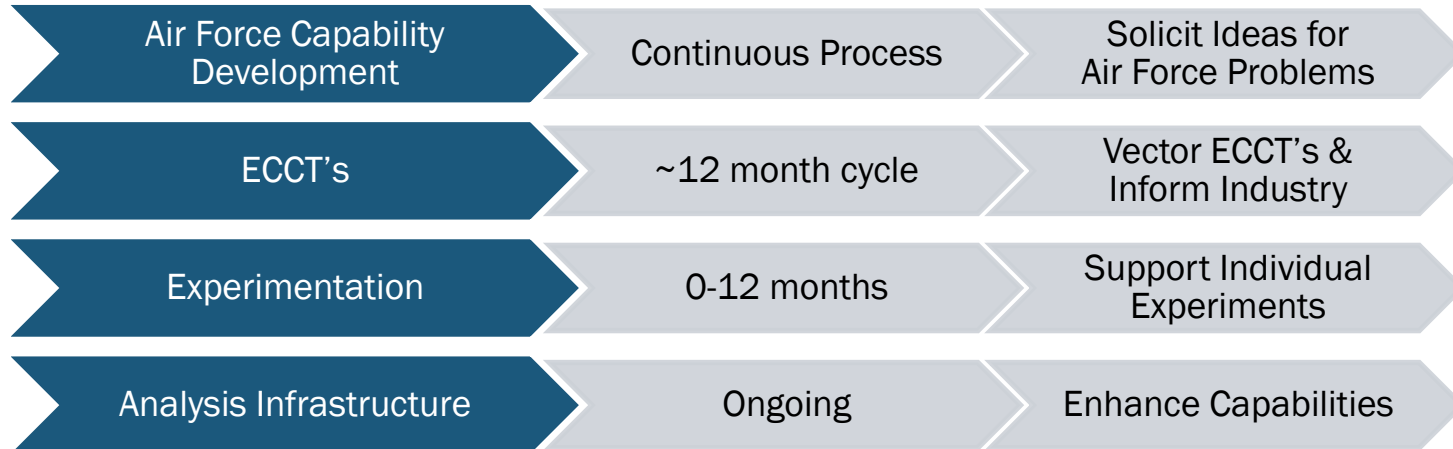 Air Force Capability
Development
Continuous Process
Solicit Ideas for
Air Force Problems
ECCT’s
~12 month cycle
Vector ECCT’s &
Inform Industry
Experimentation
0-12 months
Support Individual
Experiments
Analysis Infrastructure
Ongoing
Enhance Capabilities